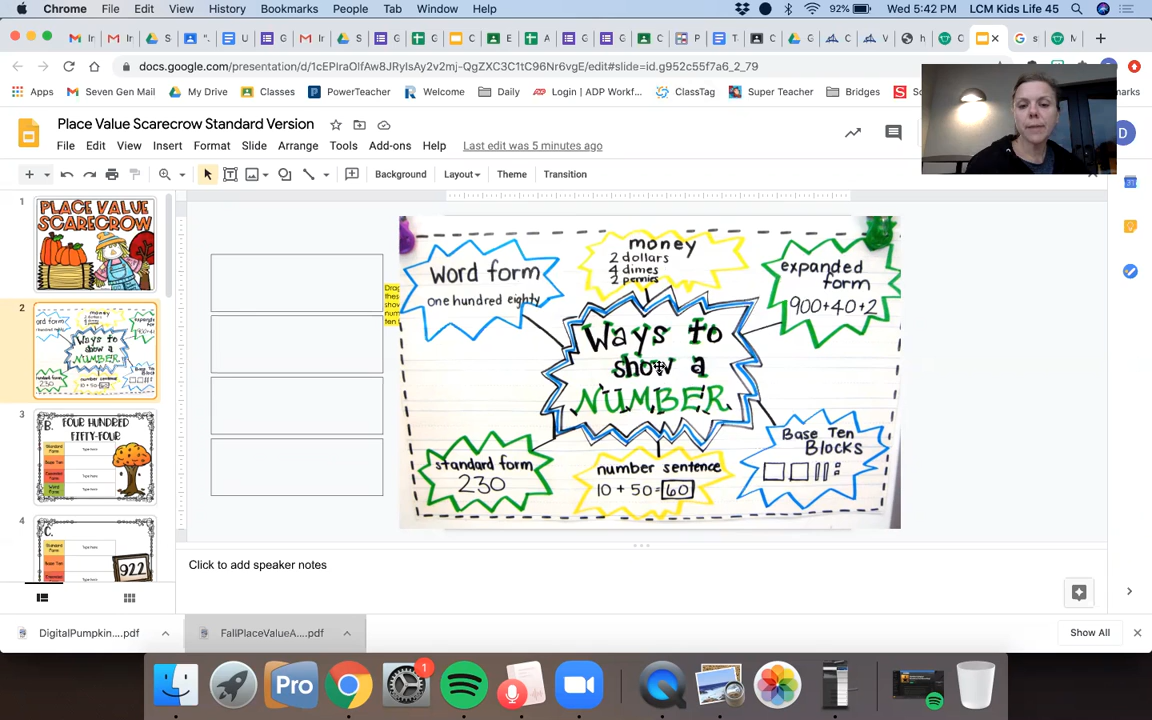 Chrome File Edit View History Bookmarks People Tab Window Help
92% Wed 5:42 PM LCM Kids Life 45
docs.google.com/presentation/d/1cEPIraOlfAw8JRylsAy2v2mj-QgZXC3C1tC96Nr6vgE/edit#slide=id.g952c55f7a6_2_79
Apps Seven Gen Mail My Drive Classes PowerTeacher Welcome Daily Login | ADP Workf... ClassTag Super Teacher Bridges
Place Value Scarecrow Standard Version
File Edit View Insert Format Slide Arrange Tools Add-ons Help Last edit was 5 minutes ago
Background Layout Theme Transition
D
1
PLACE VALUE
SCARECROW
2
3
B. FOUR HUNDRED
FIFTY-FOUR
4
C.
922
Word form
one hundred eighty
money
2 dollars
4 dimes
2 pennies
expanded
form
900+40+2
Ways to
show a
NUMBER
standard form
230
number sentence
10 + 50 = 60
Base Ten
Blocks
Click to add speaker notes
DigitalPumpkin....pdf
FallPlaceValueA....pdf
Show All
Pro
1